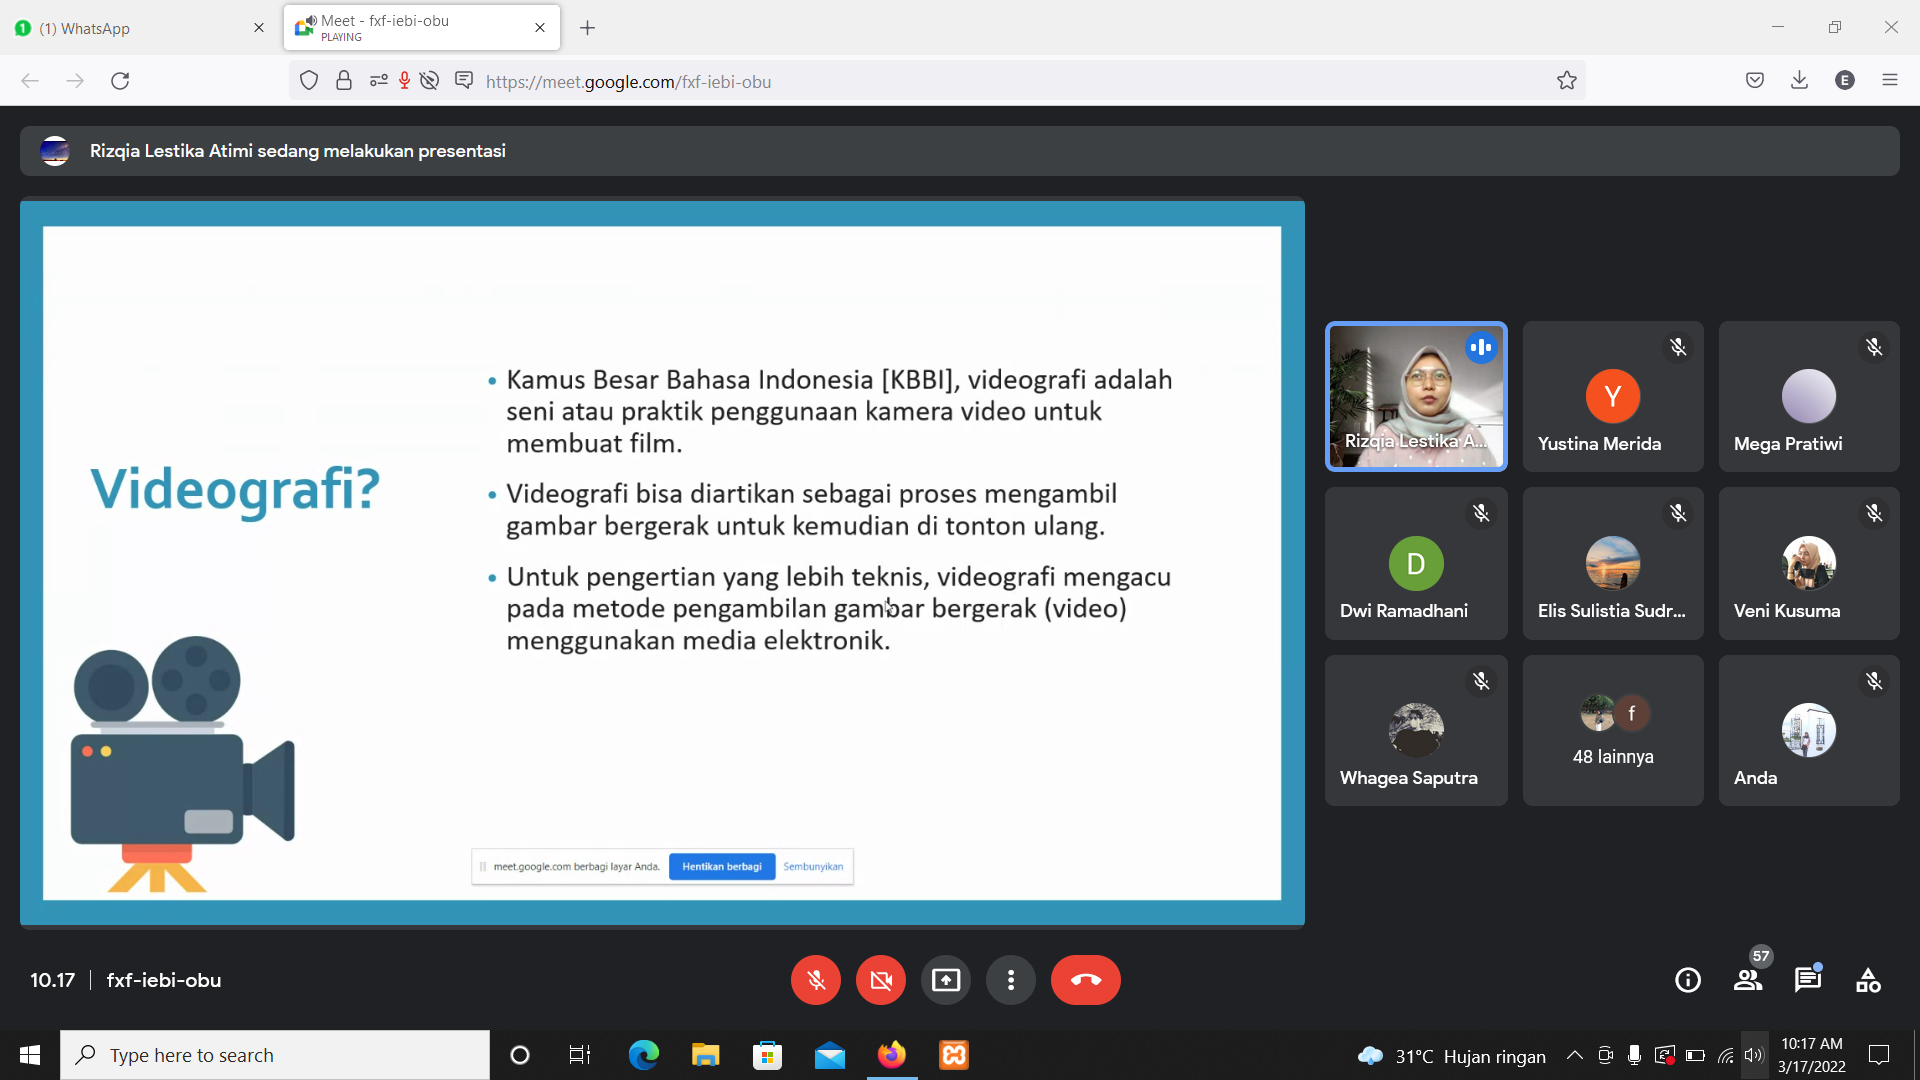 (1) WhatsApp
Meet - fxf-iebi-obu
PLAYING
https://meet.google.com/fxf-iebi-obu
E
Rizqia Lestika Atimi sedang melakukan presentasi
Videografi?
• Kamus Besar Bahasa Indonesia [KBBI], videografi adalah
seni atau praktik penggunaan kamera video untuk
membuat film.
• Videografi bisa diartikan sebagai proses mengambil
gambar bergerak untuk kemudian di tonton ulang.
• Untuk pengertian yang lebih teknis, videografi mengacu
pada metode pengambilan gambar bergerak (video)
menggunakan media elektronik.
meet.google.com berbagi layar Anda. Hentikan berbagi Sembunyikan
Rizqia Lestika A...
Y
Yustina Merida
Mega Pratiwi
D
Dwi Ramadhani
Elis Sulistia Sudr...
Veni Kusuma
Whagea Saputra
f
48 lainnya
Anda
10.17 | fxf-iebi-obu
57
Type here to search
31°C Hujan ringan
10:17 AM
3/17/2022